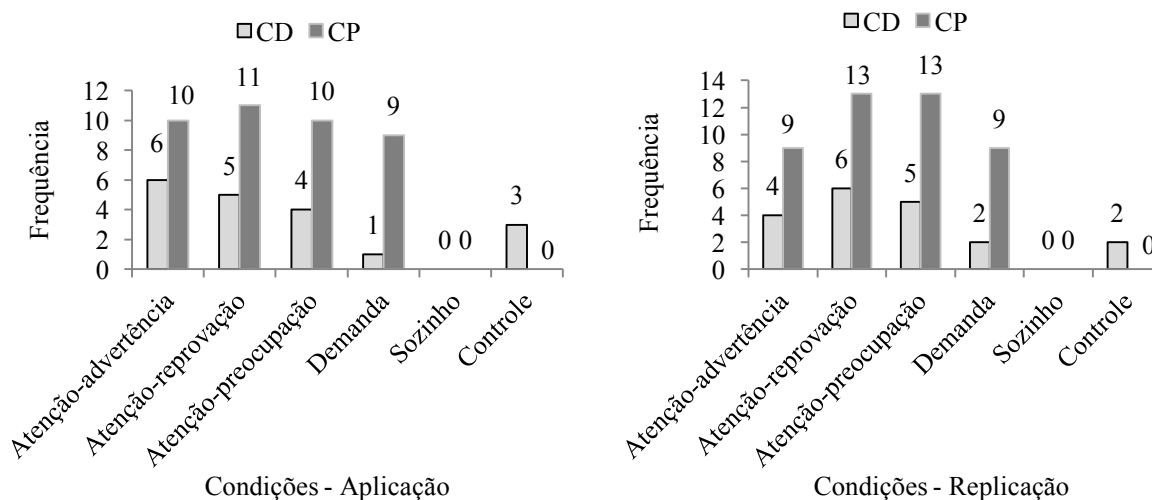 CD CP
Frequência
12
10
8
6
4
2
0
6 10
5 11
4 10
1 9
0 0
3 0
Atenção-advertência
Atenção-reprovação
Atenção-preocupação
Demanda
Sozinho
Controle
Condições - Aplicação
CD CP
Frequência
14
12
10
8
6
4
2
0
4 9
6 13
5 13
2 9
0 0
2 0
Atenção-advertência
Atenção-reprovação
Atenção-preocupação
Demanda
Sozinho
Controle
Condições - Replicação